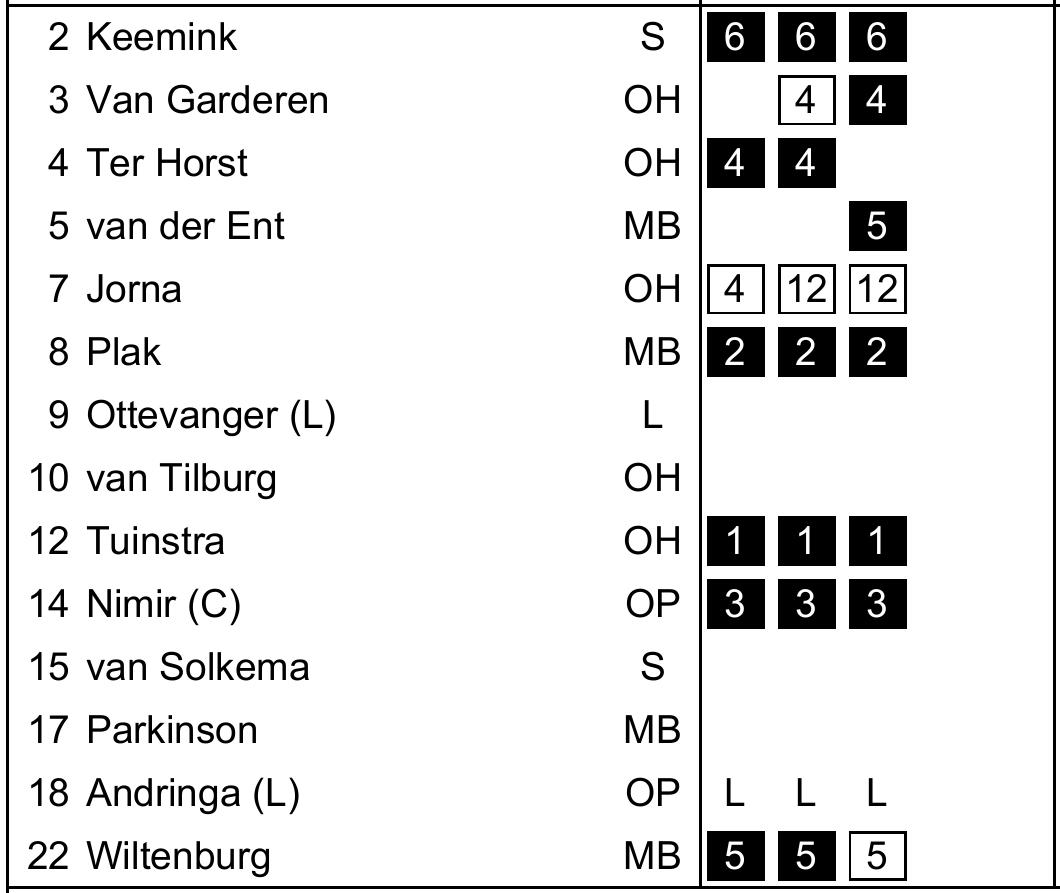 2 Keemink S 6 6 6
3 Van Garderen OH 4 4
4 Ter Horst OH 4 4
5 van der Ent MB 5
7 Jorna OH 4 12 12
8 Plak MB 2 2 2
9 Ottevanger (L) L
10 van Tilburg OH
12 Tuinstra OH 1 1 1
14 Nimir (C) OP 3 3 3
15 van Solkema S
17 Parkinson MB
18 Andringa (L) OP L L L
22 Wiltenburg MB 5 5 5